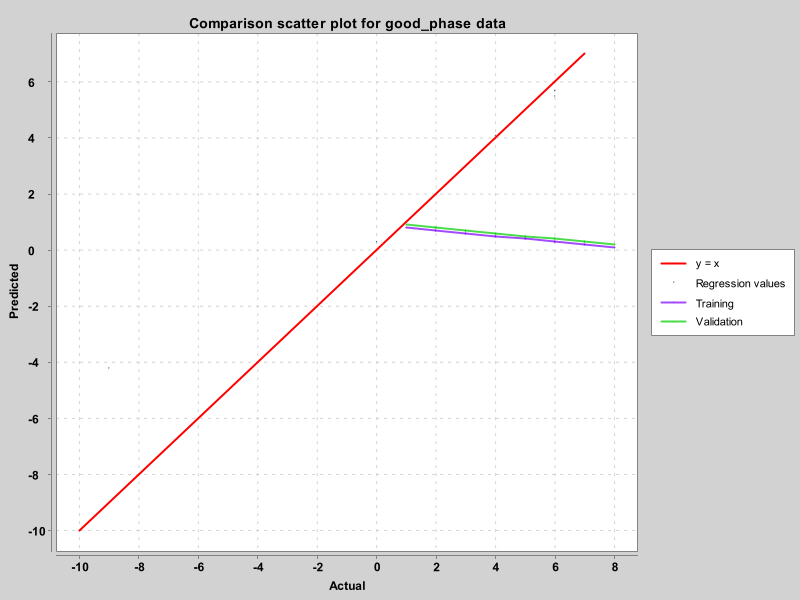 Comparison scatter plot for good_phase data
6
4
2
0
-2
-4
-6
-8
-10
Predicted
-10 -8 -6 -4 -2 0 2 4 6 8
Actual
y = x
Regression values
Training
Validation